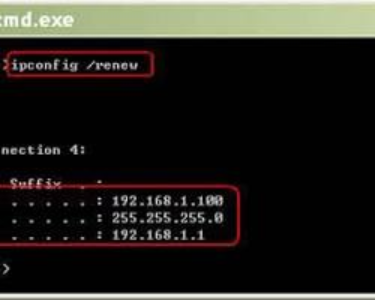 cmd.exe
>ipconfig /renew
nection 4:
Suffix . :
. . . . . : 192.168.1.100
. . . . . : 255.255.255.0
. . . . . : 192.168.1.1
>